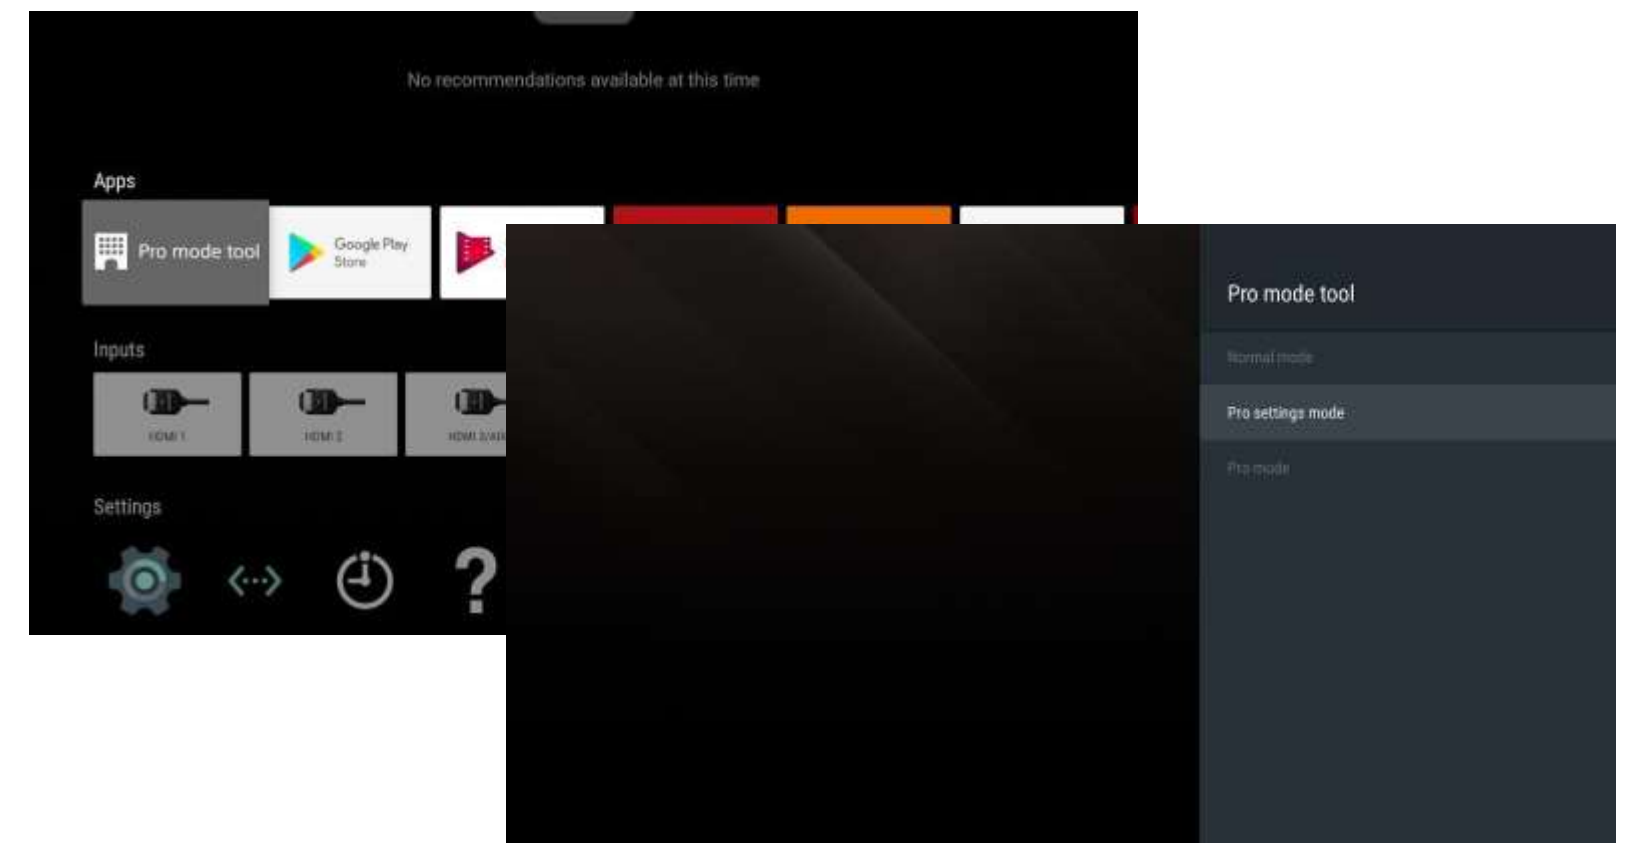 No recommendations available at this time
Apps
Pro mode tool
Google Play
Store
Inputs
HDMI 1
HDMI 2
Settings
Pro mode tool
Normal mode
Pro settings mode
Pro mode